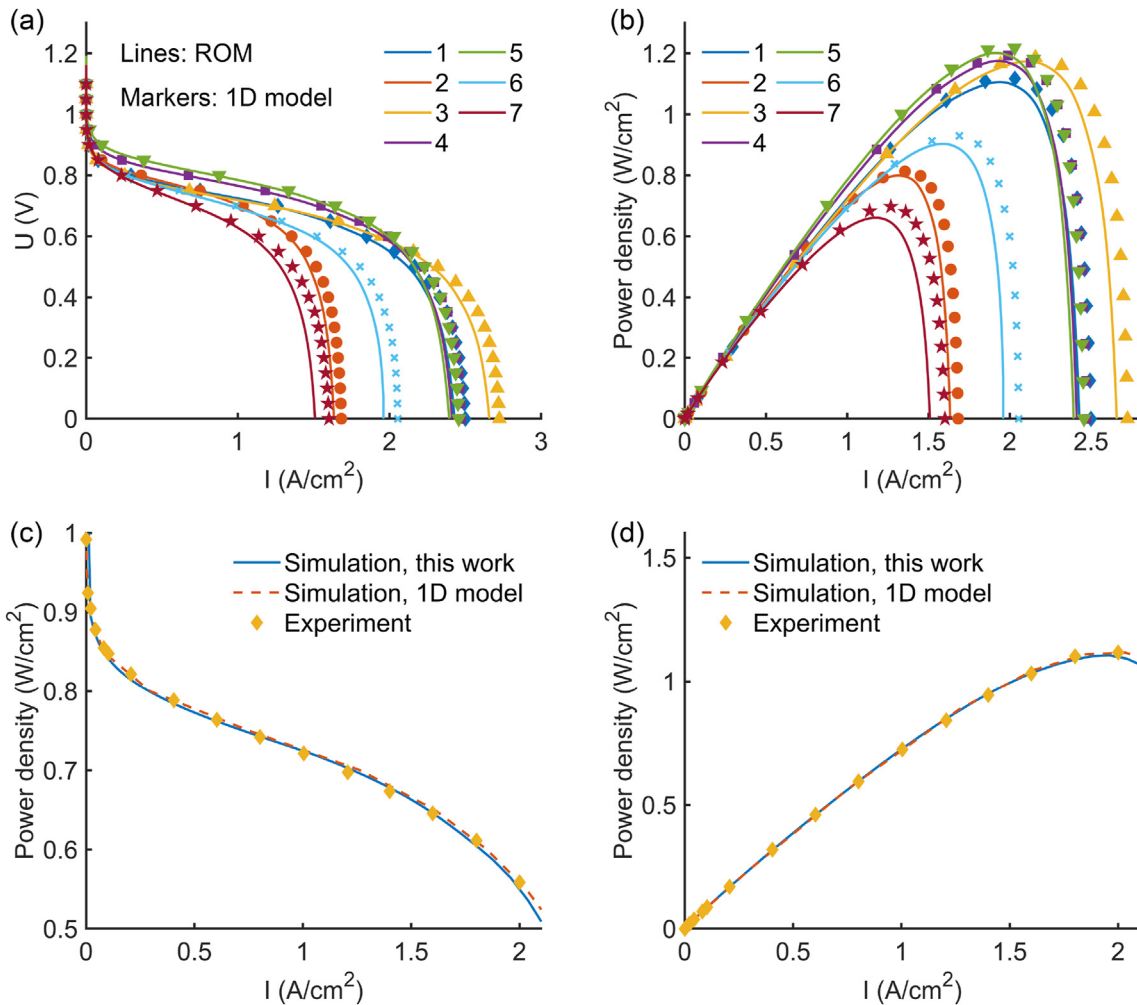 (a)
Lines: ROM
Markers: 1D model
1 5
2 6
3 7
4
U (V)
1.2
1
0.8
0.6
0.4
0.2
0
0 1 2 3
I (A/cm²)
(b)
1 5
2 6
3 7
4
Power density (W/cm²)
1.2
1
0.8
0.6
0.4
0.2
0
0 0.5 1 1.5 2 2.5
I (A/cm²)
(c)
Simulation, this work
Simulation, 1D model
Experiment
Power density (W/cm²)
1
0.9
0.8
0.7
0.6
0.5
0 0.5 1 1.5 2
I (A/cm²)
(d)
Simulation, this work
Simulation, 1D model
Experiment
Power density (W/cm²)
1.5
1
0.5
0
0 0.5 1 1.5 2
I (A/cm²)